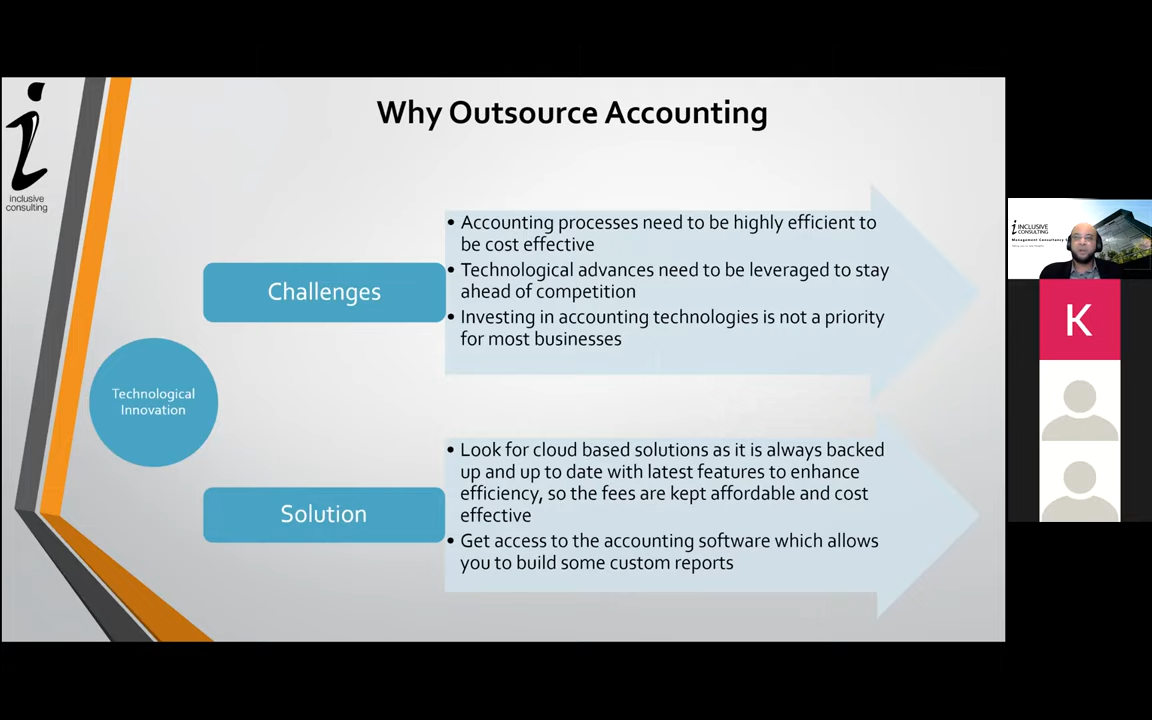 Why Outsource Accounting
inclusive
consulting
• Accounting processes need to be highly efficient to
be cost effective
• Technological advances need to be leveraged to stay
ahead of competition
• Investing in accounting technologies is not a priority
for most businesses
Challenges
Technological
Innovation
• Look for cloud based solutions as it is always backed
up and up to date with latest features to enhance
efficiency, so the fees are kept affordable and cost
effective
• Get access to the accounting software which allows
you to build some custom reports
Solution
INCLUSIVE
CONSULTING
Management Consultancy
K